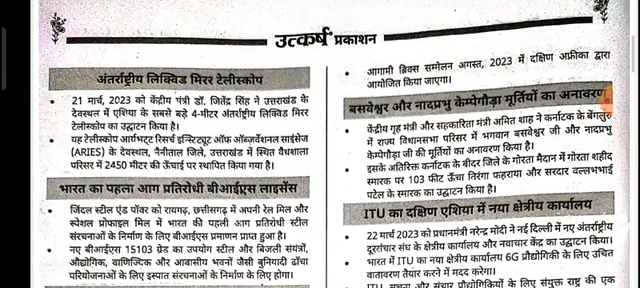 उत्कर्ष प्रकाशन
अंतर्राष्ट्रीय लिक्विड मिरर टेलीस्कोप
• 21 मार्च, 2023 को केंद्रीय मंत्री डॉ. जितेंद्र सिंह ने उत्तराखंड के
देवस्थल में एशिया के सबसे बड़े 4-मीटर अंतर्राष्ट्रीय लिक्विड मिरर
टेलीस्कोप का उद्घाटन किया है।
• यह टेलीस्कोप आर्यभट्ट रिसर्च इन्स्टिट्यूट ऑफ ऑब्जर्वेशनल साइंसेज
(ARIES) के देवस्थल, नैनीताल जिले, उत्तराखंड में स्थित वैधशाला
परिसर में 2450 मीटर की ऊँचाई पर स्थापित किया गया है।
भारत का पहला आग प्रतिरोधी बीआईएस लाइसेंस
• जिंदल स्टील एंड पॉवर को रायगढ़, छत्तीसगढ़ में अपनी रेल मिल और
स्पेशल प्रोफाइल मिल में भारत की पहली आग प्रतिरोधी स्टील
संरचनाओं के निर्माण के लिए बीआईएस प्रमाणन प्राप्त हुआ है।
• नए बीआईएस 15103 ग्रेड का उपयोग स्टील और बिजली संयंत्रों,
औद्योगिक, वाणिज्यिक और आवासीय भवनों जैसी बुनियादी ढाँचा
परियोजनाओं के लिए इस्पात संरचनाओं के निर्माण के लिए होगा।
• आगामी ब्रिक्स सम्मेलन अगस्त, 2023 में दक्षिण अफ्रीका द्वारा
आयोजित किया जाएगा।
बसवेश्वर और नादप्रभु केम्पेगौड़ा मूर्तियों का अनावरण
• केंद्रीय गृह मंत्री और सहकारिता मंत्री अमित शाह ने कर्नाटक के बेंगलुरु
में राज्य विधानसभा परिसर में भगवान बसवेश्वर जी और नादप्रभु
केम्पेगौड़ा जी की मूर्तियों का अनावरण किया है।
• इसके अतिरिक्त कर्नाटक के बीदर जिले के गोरता मैदान में गोरता शहीद
स्मारक पर 103 फीट ऊँचा तिरंगा फहराया और सरदार वल्लभभाई
पटेल के स्मारक का उद्घाटन किया है।
ITU का दक्षिण एशिया में नया क्षेत्रीय कार्यालय
• 22 मार्च 2023 को प्रधानमंत्री नरेन्द्र मोदी ने नई दिल्ली में नए अंतर्राष्ट्रीय
दूरसंचार संघ के क्षेत्रीय कार्यालय और नवाचार केंद्र का उद्घाटन किया।
• भारत में ITU का नया क्षेत्रीय कार्यालय 6G प्रौद्योगिकी के लिए उचित
वातावरण तैयार करने में मदद करेगा।
• ITU, सूचना और संचार प्रौद्योगिकियों के लिए संयुक्त राष्ट्र की एक